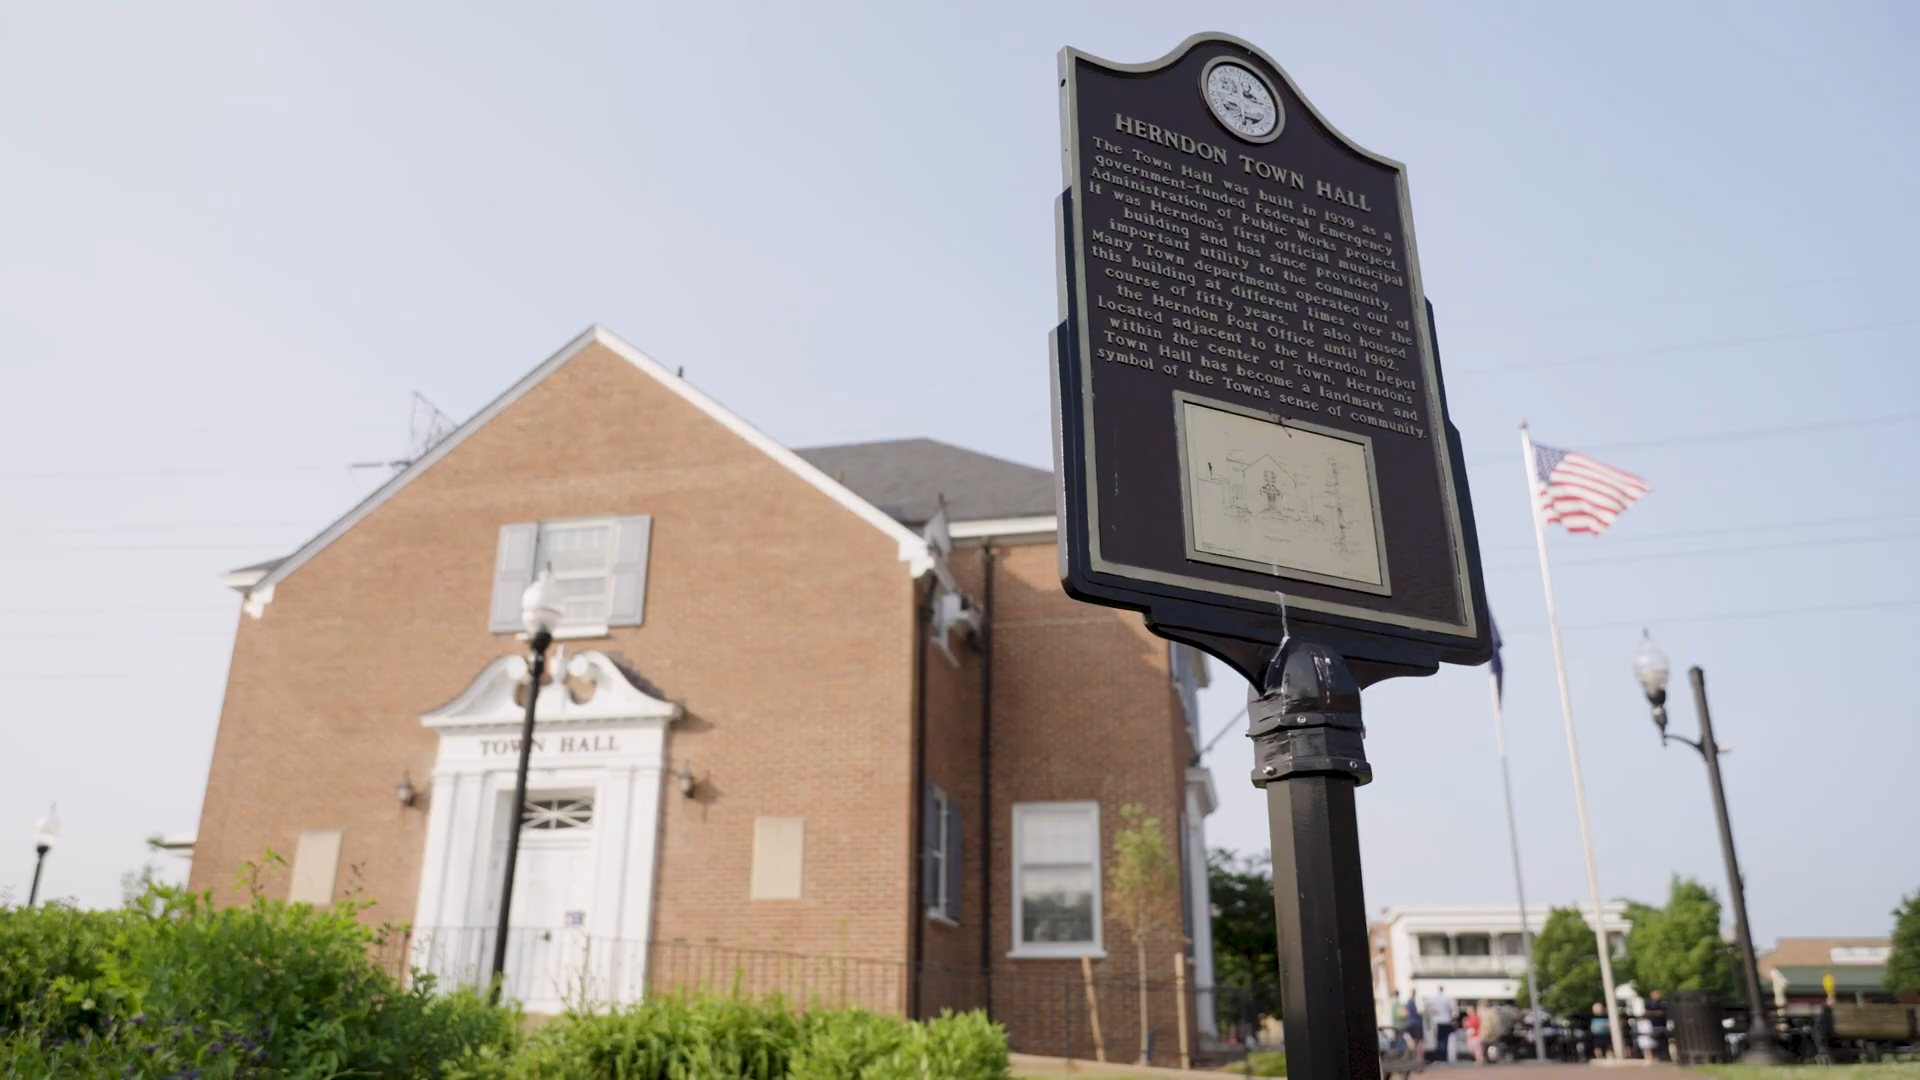 HERNDON TOWN HALL
The Town Hall was built in 1939 as a
government-funded Federal Emergency
Administration of Public Works project.
It was Herndon's first official municipal
building and has since provided
important utility to the community.
Many Town departments operated out of
this building at different times over the
course of fifty years. It also housed
the Herndon Post Office until 1962.
Located adjacent to the Herndon Depot
within the center of Town, Herndon's
Town Hall has become a landmark and
symbol of the Town's sense of community.
TOWN HALL